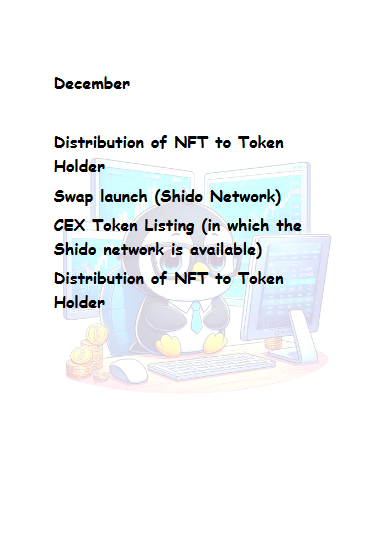 December
Distribution of NFT to Token
Holder
Swap launch (Shido Network)
CEX Token Listing (in which the
Shido network is available)
Distribution of NFT to Token
Holder